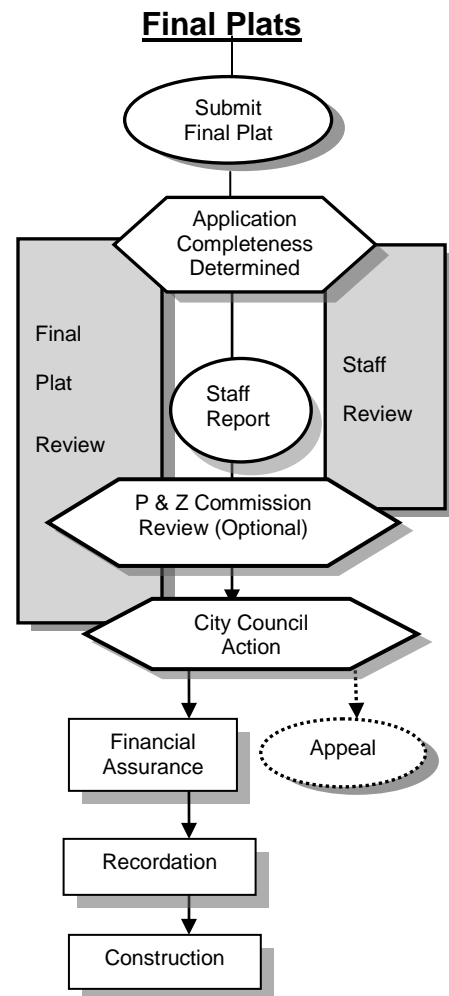 Final Plats
Submit
Final Plat
Application
Completeness
Determined
Final
Plat
Review
Staff
Review
Staff
Report
P & Z Commission
Review (Optional)
City Council
Action
Financial
Assurance
Appeal
Recordation
Construction